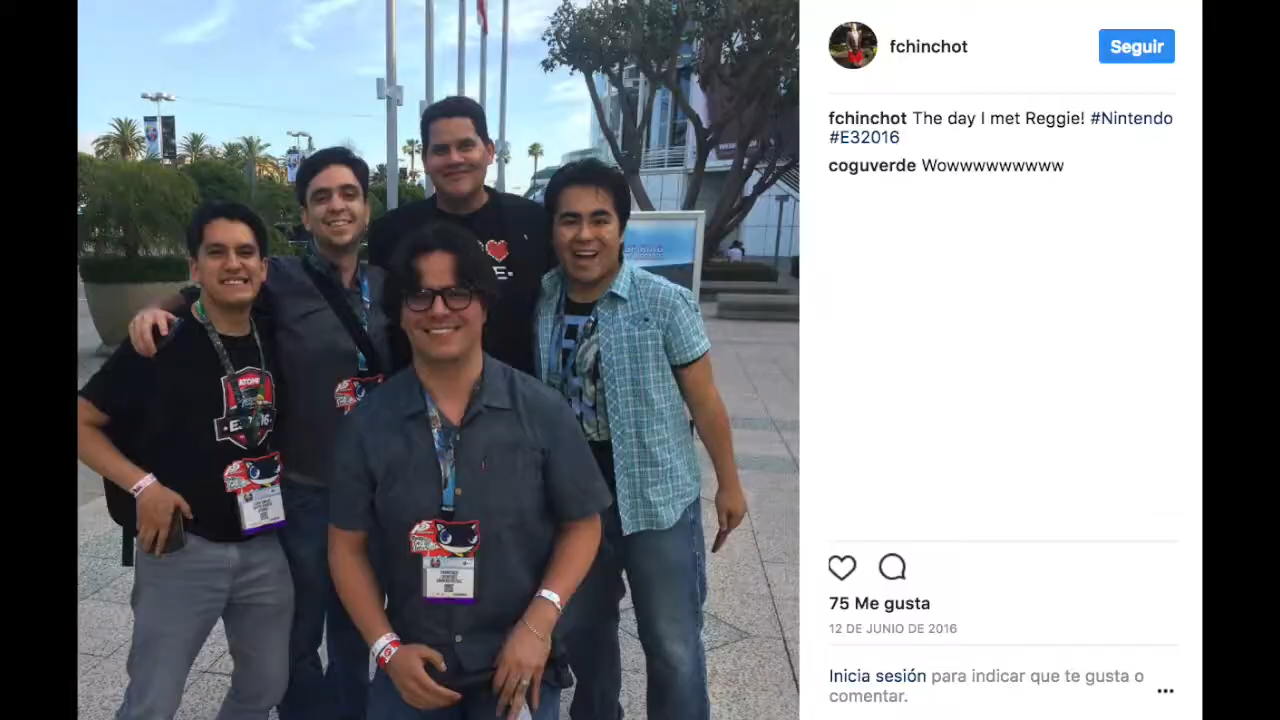 fchinchot
Seguir
fchinchot The day I met Reggie! #Nintendo
#E32016
coguverde Wowwwwwwwww
75 Me gusta
12 DE JUNIO DE 2016
Inicia sesión para indicar que te gusta o
comentar.